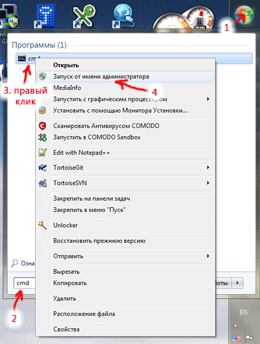 1
Программы (1)
cmd
3. правый
клик
Открыть
Запуск от имени администратора
MediaInfo
4
Запустить с графическим процессором
Установить с помощью Монитора Установки...
Сканировать Антивирусом COMODO
Запустить в COMODO Sandbox
Edit with Notepad++
TortoiseGit
TortoiseSVN
Закрепить на панели задач
Закрепить в меню "Пуск"
Unlocker
Восстановить прежнюю версию
Отправить
Вырезать
Копировать
Удалить
Расположение файла
Свойства
Озна
cmd
2
EN